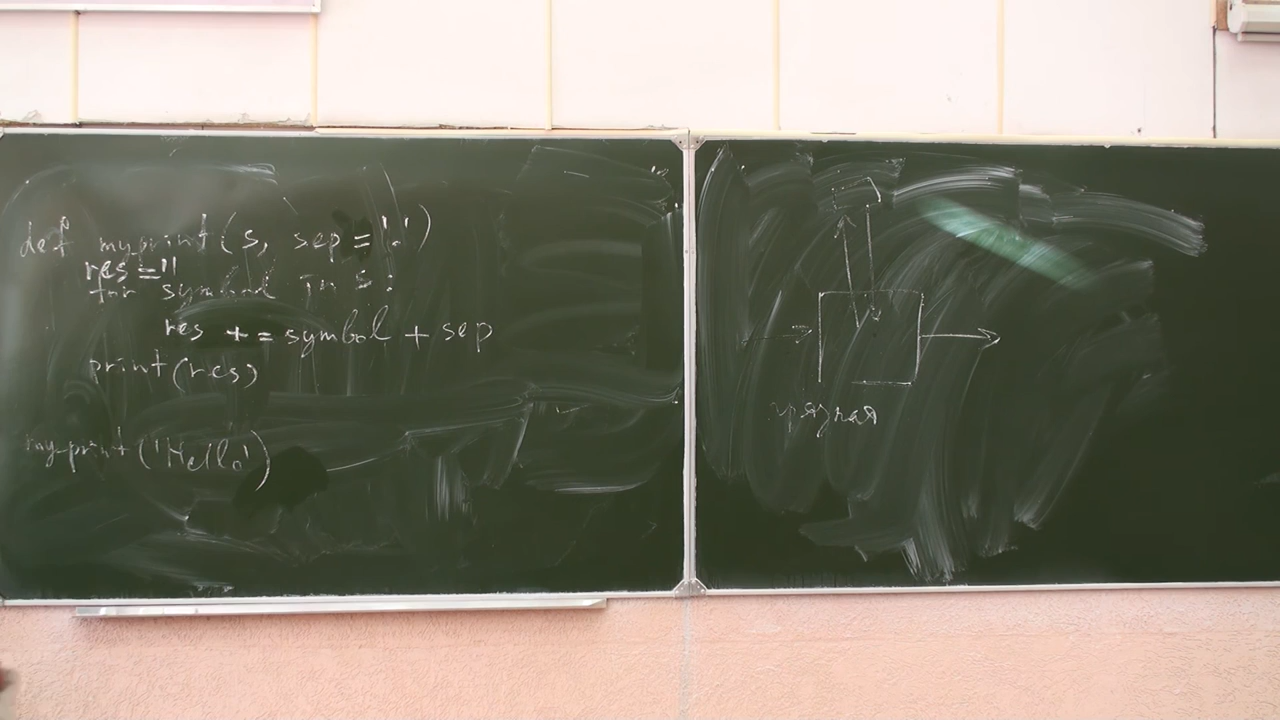 def myprint(s, sep='.')
res=''
for symbol in s:
res += symbol + sep
print(res)
myprint('Hello')
грязная